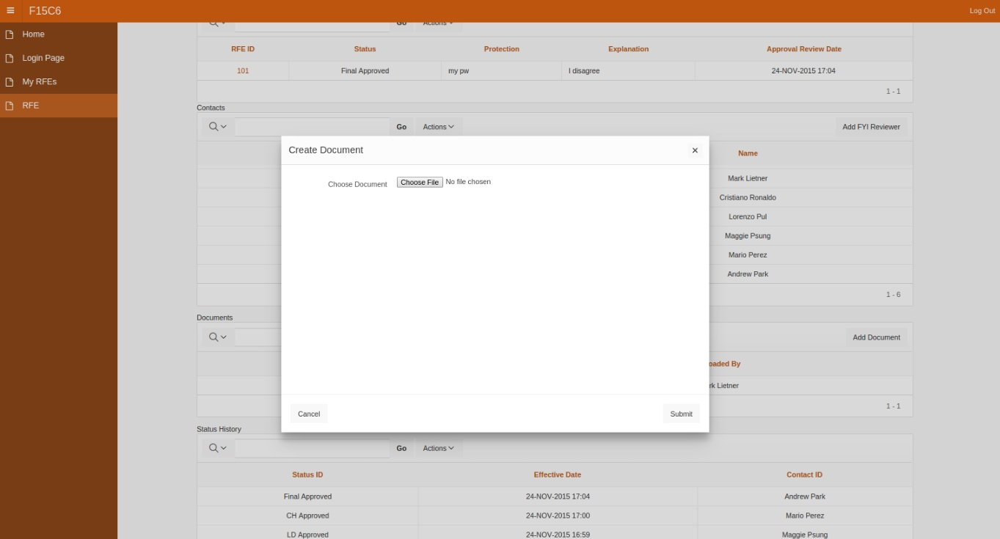 F15C6
Log Out
Home
Login Page
My RFEs
RFE
Go Actions
RFE ID Status Protection Explanation Approval Review Date
101 Final Approved my pw I disagree 24-NOV-2015 17:04
1 - 1
Contacts
Go Actions Add FYI Reviewer
Create Document
Choose Document Choose File No file chosen
Cancel Submit
Name
Mark Lietner
Cristiano Ronaldo
Lorenzo Pul
Maggie Psung
Mario Perez
Andrew Park
1 - 6
Documents
Add Document
oaded By
rk Lietner
1 - 1
Status History
Go Actions
Status ID Effective Date Contact ID
Final Approved 24-NOV-2015 17:04 Andrew Park
CH Approved 24-NOV-2015 17:00 Mario Perez
LD Approved 24-NOV-2015 16:59 Maggie Psung